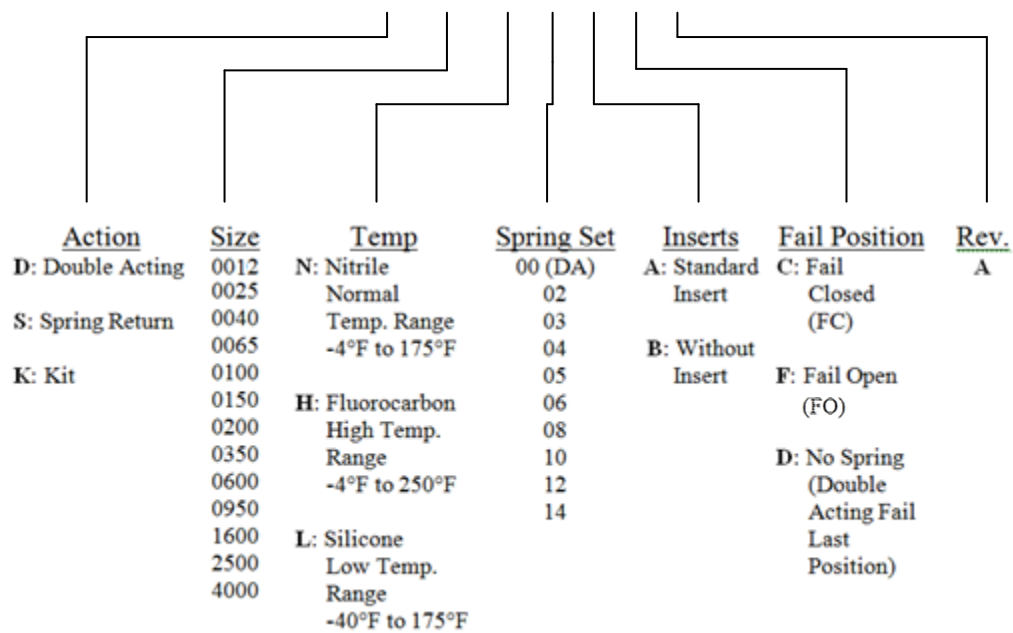 Action
D: Double Acting
S: Spring Return
K: Kit
Size
0012
0025
0040
0065
0100
0150
0200
0350
0600
0950
1600
2500
4000
Temp
N: Nitrile
Normal
Temp. Range
-4°F to 175°F
H: Fluorocarbon
High Temp.
Range
-4°F to 250°F
L: Silicone
Low Temp.
Range
-40°F to 175°F
Spring Set
00 (DA)
02
03
04
05
06
08
10
12
14
Inserts
A: Standard
Insert
B: Without
Insert
Fail Position
C: Fail
Closed
(FC)
F: Fail Open
(FO)
D: No Spring
(Double
Acting Fail
Last
Position)
Rev.
A